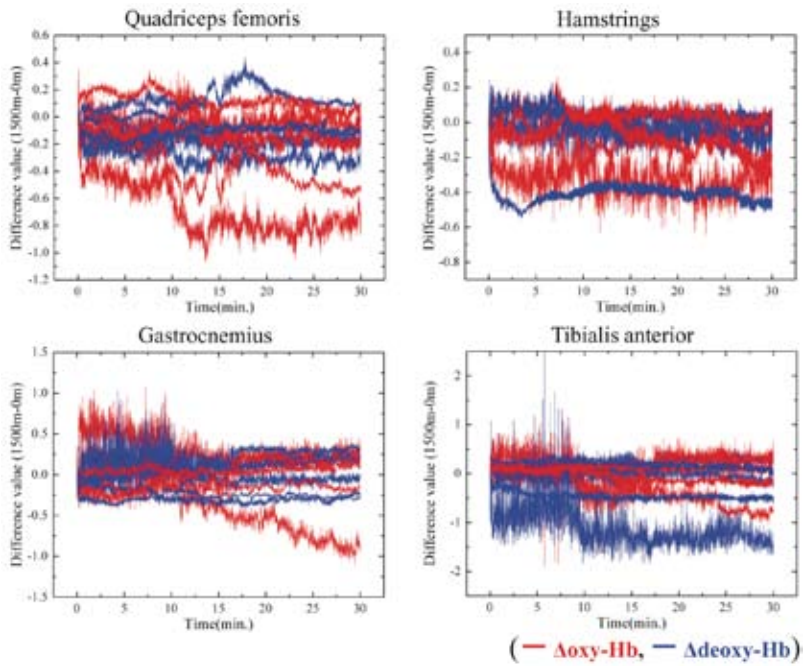 Quadriceps femoris
Difference value (1500m-0m)
0.6
0.4
0.2
0.0
-0.2
-0.4
-0.6
-0.8
-1.0
-1.2
0 5 10 15 20 25 30
Time(min.)
Hamstrings
Difference value (1500m-0m)
0.4
0.2
0.0
-0.2
-0.4
-0.6
-0.8
0 5 10 15 20 25 30
Time(min.)
Gastrocnemius
Difference value (1500m-0m)
1.5
1.0
0.5
0.0
-0.5
-1.0
-1.5
0 5 10 15 20 25 30
Time(min.)
Tibialis anterior
Difference value (1500m-0m)
2
1
0
-1
-2
0 5 10 15 20 25 30
Time(min.)
( Δoxy-Hb, Δdeoxy-Hb)